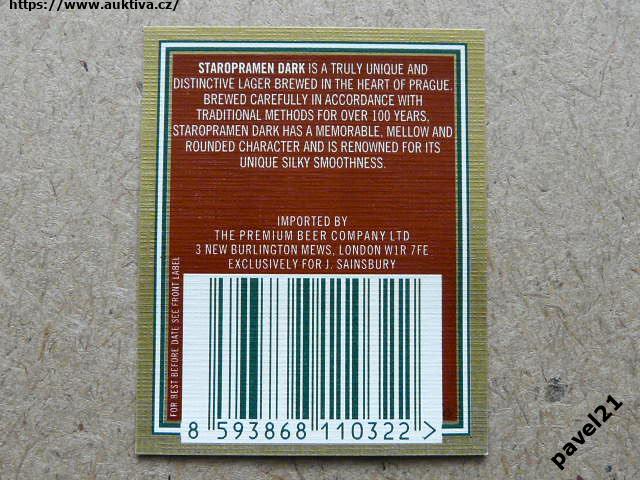 https://www.auktiva.cz/
STAROPRAMEN DARK IS A TRULY UNIQUE AND
DISTINCTIVE LAGER BREWED IN THE HEART OF PRAGUE.
BREWED CAREFULLY IN ACCORDANCE WITH
TRADITIONAL METHODS FOR OVER 100 YEARS,
STAROPRAMEN DARK HAS A MEMORABLE, MELLOW AND
ROUNDED CHARACTER AND IS RENOWNED FOR ITS
UNIQUE SILKY SMOOTHNESS.
IMPORTED BY
THE PREMIUM BEER COMPANY LTD
3 NEW BURLINGTON MEWS, LONDON W1R 7FE
EXCLUSIVELY FOR J. SAINSBURY
FOR BEST BEFORE DATE SEE FRONT LABEL
8 593868 110322 >
pavel21